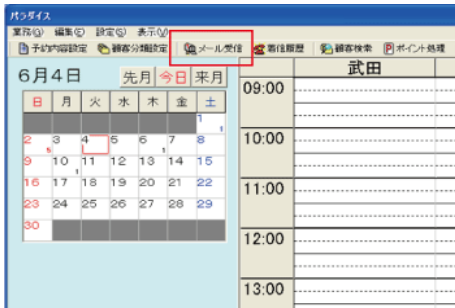 パラダイス
業務(G) 編集(E) 設定(S) 表示(V)
予約内容設定 顧客分類設定 メール受信 着信履歴 顧客検索 ポイント処理
6月4日 先月 今日 来月
武田
日 月 火 水 木 金 土
1 1
2 5 3 4 5 6 1 7 8
9 10 1 11 12 13 14 15
16 17 18 19 20 21 22
23 24 25 26 27 28 29
30
09:00
10:00
11:00
12:00
13:00